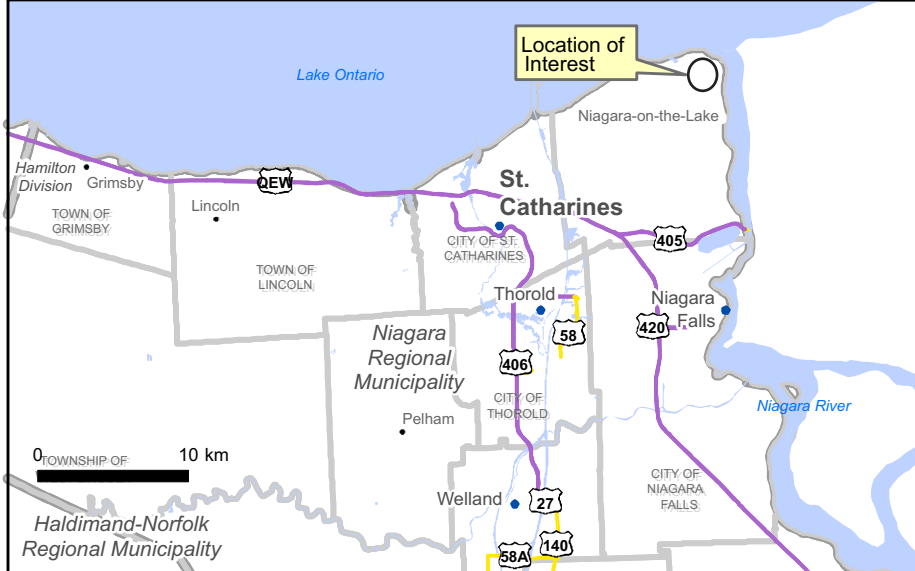 Location of
Interest
Lake Ontario
Niagara-on-the-Lake
Hamilton
Division
Grimsby
QEW
St.
Catharines
Lincoln
TOWN OF
GRIMSBY
405
CITY OF ST.
CATHARINES
TOWN OF
LINCOLN
Thorold
Niagara
Falls
58
420
Niagara
Regional
Municipality
406
CITY OF
THOROLD
Niagara River
Pelham
0
10 km
TOWNSHIP OF
CITY OF
NIAGARA
FALLS
Welland
27
Haldimand-Norfolk
Regional Municipality
140
58A